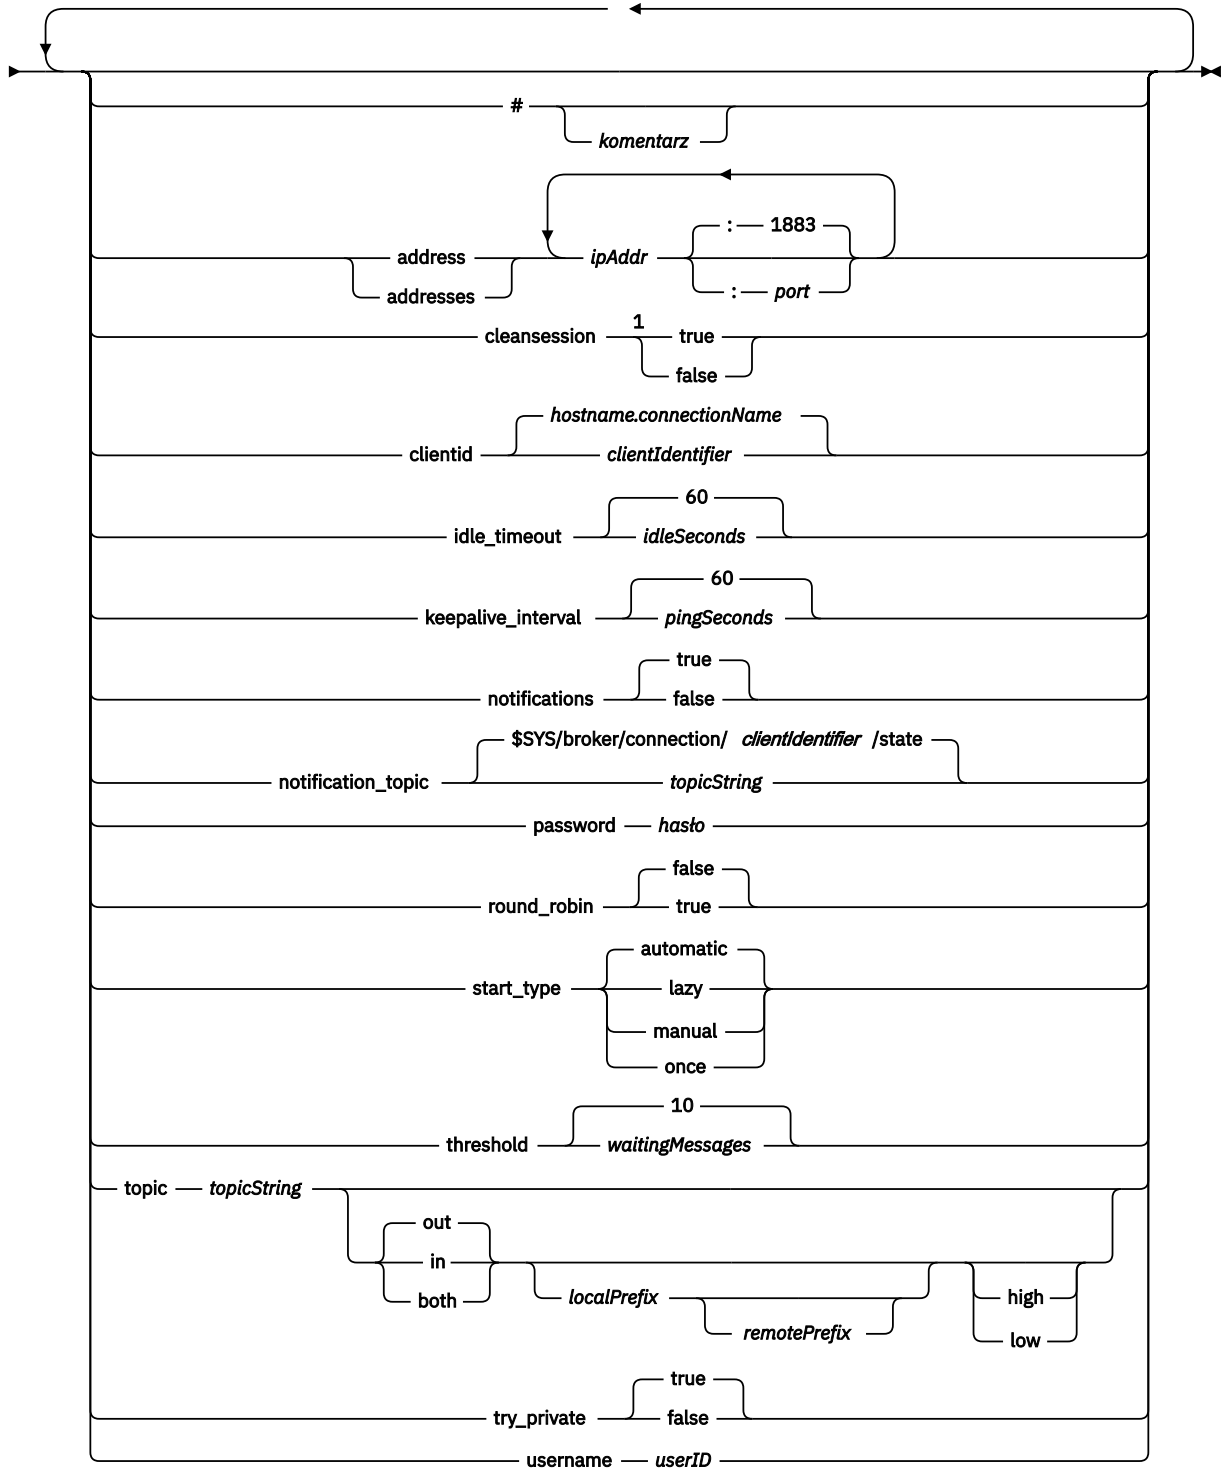 #
komentarz
: 1883
address ipAddr
addresses : port
1
cleansession true
false
hostname.connectionName
clientid clientIdentifier
60
idle_timeout idleSeconds
60
keepalive_interval pingSeconds
true
notifications false
$SYS/broker/connection/ clientIdentifier /state
notification_topic topicString
password hasło
false
round_robin true
automatic
start_type lazy
manual
once
10
threshold waitingMessages
topic topicString
out
in
both localPrefix high
remotePrefix low
true
try_private false
username userID